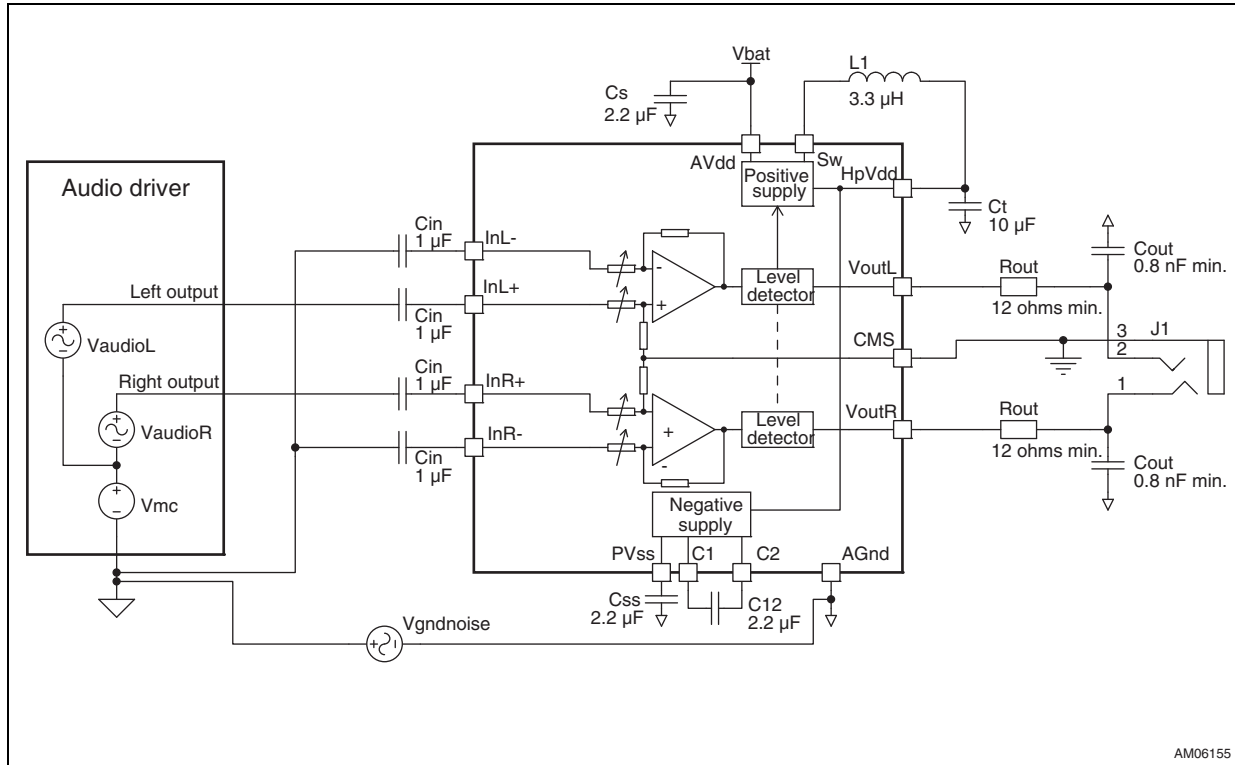 Vbat
L1
3.3 µH
Cs
2.2 µF
AVdd
Sw
HpVdd
Positive
supply
Ct
10 µF
Audio driver
Cin
1 µF
InL-
-
Level
detector
VoutL
Rout
12 ohms min.
Cout
0.8 nF min.
Left output
Cin
1 µF
InL+
+
VaudioL
+
-
CMS
3
2
J1
1
Right output
Cin
1 µF
InR+
VaudioR
+
-
+
-
Level
detector
VoutR
Rout
12 ohms min.
Cout
0.8 nF min.
Cin
1 µF
InR-
Vmc
+
-
Negative
supply
PVss
C1
C2
AGnd
Css
2.2 µF
C12
2.2 µF
Vgndnoise
+
-
AM06155